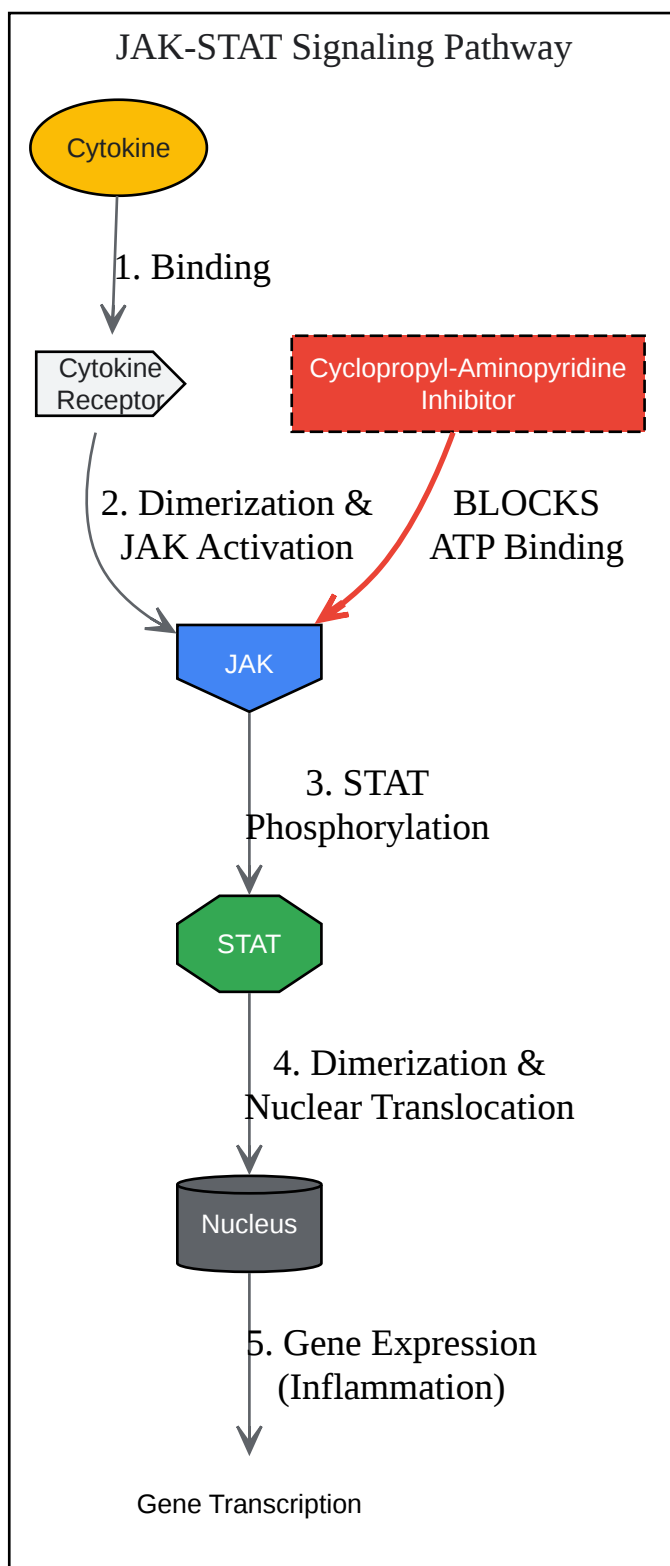 JAK-STAT Signaling Pathway
Cytokine
1. Binding
Cytokine
Receptor
Cyclopropyl-Aminopyridine
Inhibitor
2. Dimerization &
JAK Activation
BLOCKS
ATP Binding
JAK
3. STAT
Phosphorylation
STAT
4. Dimerization &
Nuclear Translocation
Nucleus
5. Gene Expression
(Inflammation)
Gene Transcription